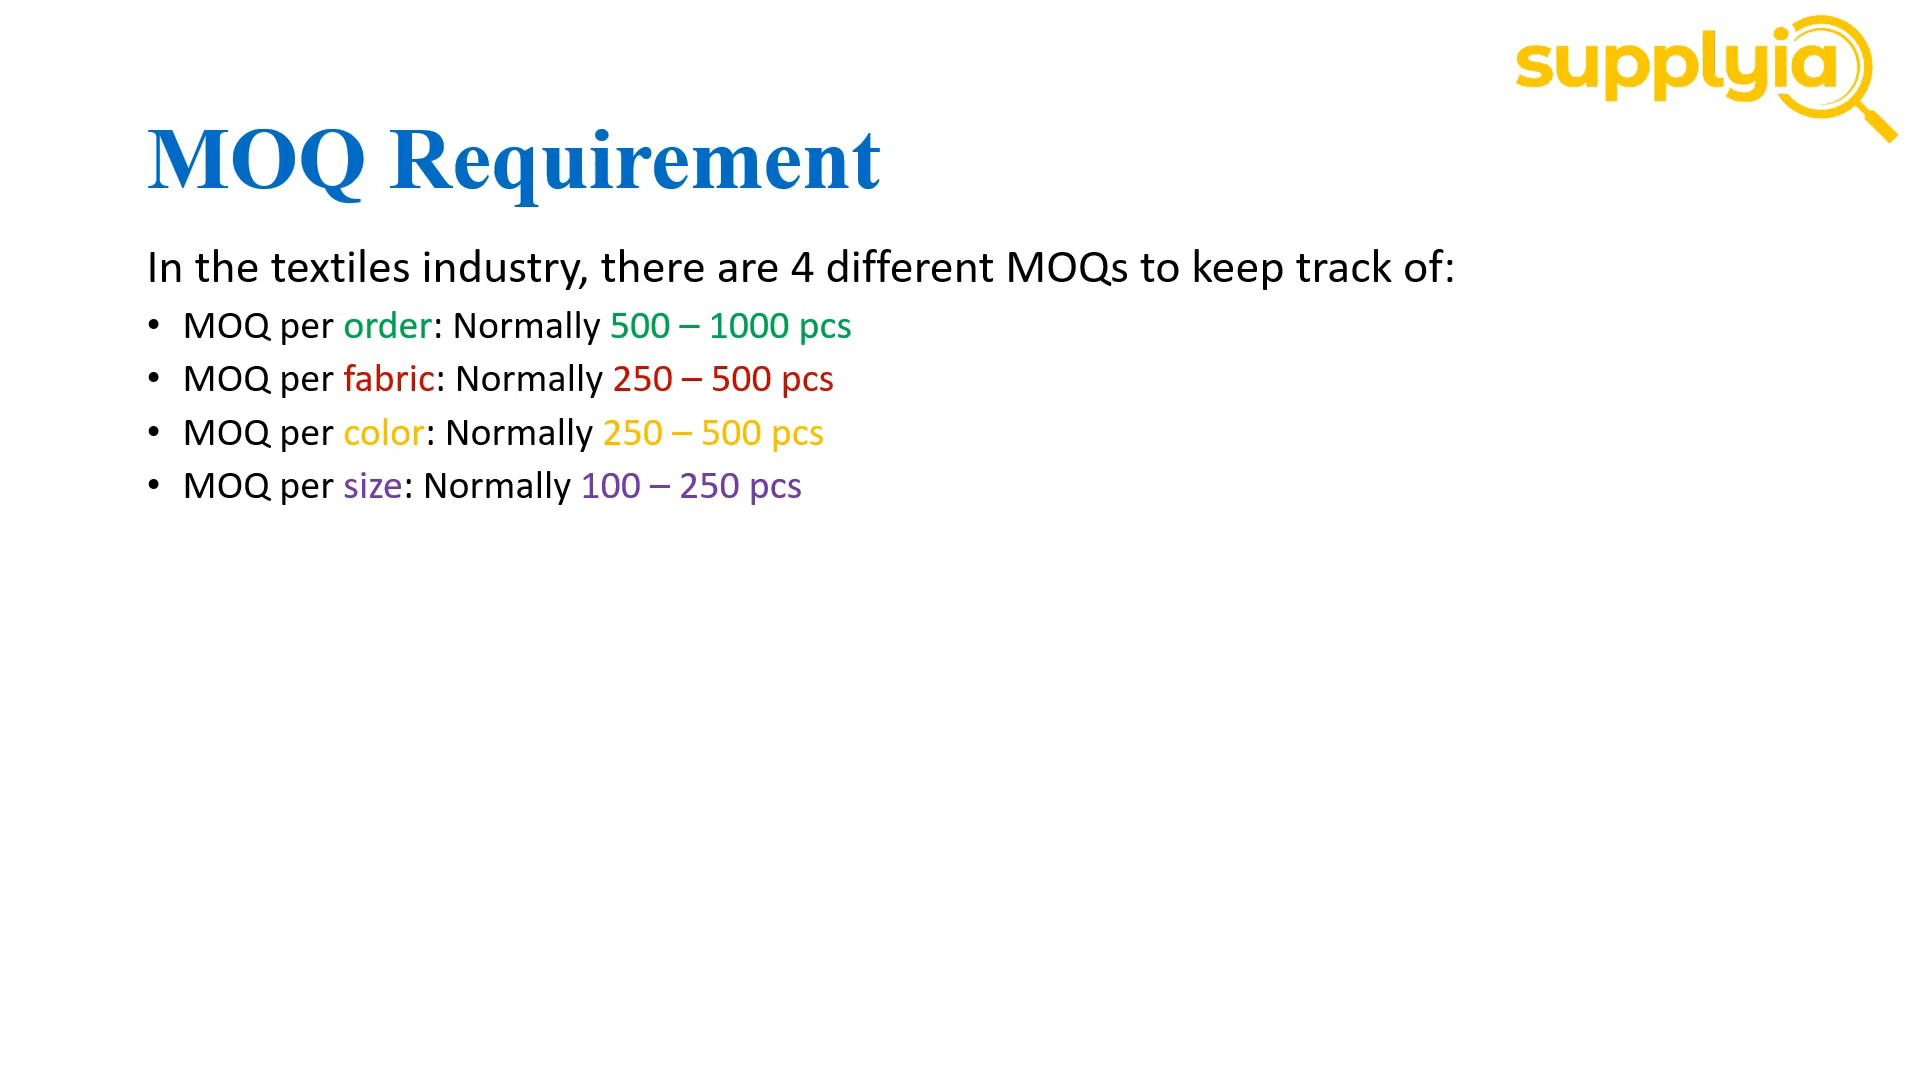 supplyia
MOQ Requirement
In the textiles industry, there are 4 different MOQs to keep track of:
• MOQ per order: Normally 500 – 1000 pcs
• MOQ per fabric: Normally 250 – 500 pcs
• MOQ per color: Normally 250 – 500 pcs
• MOQ per size: Normally 100 – 250 pcs